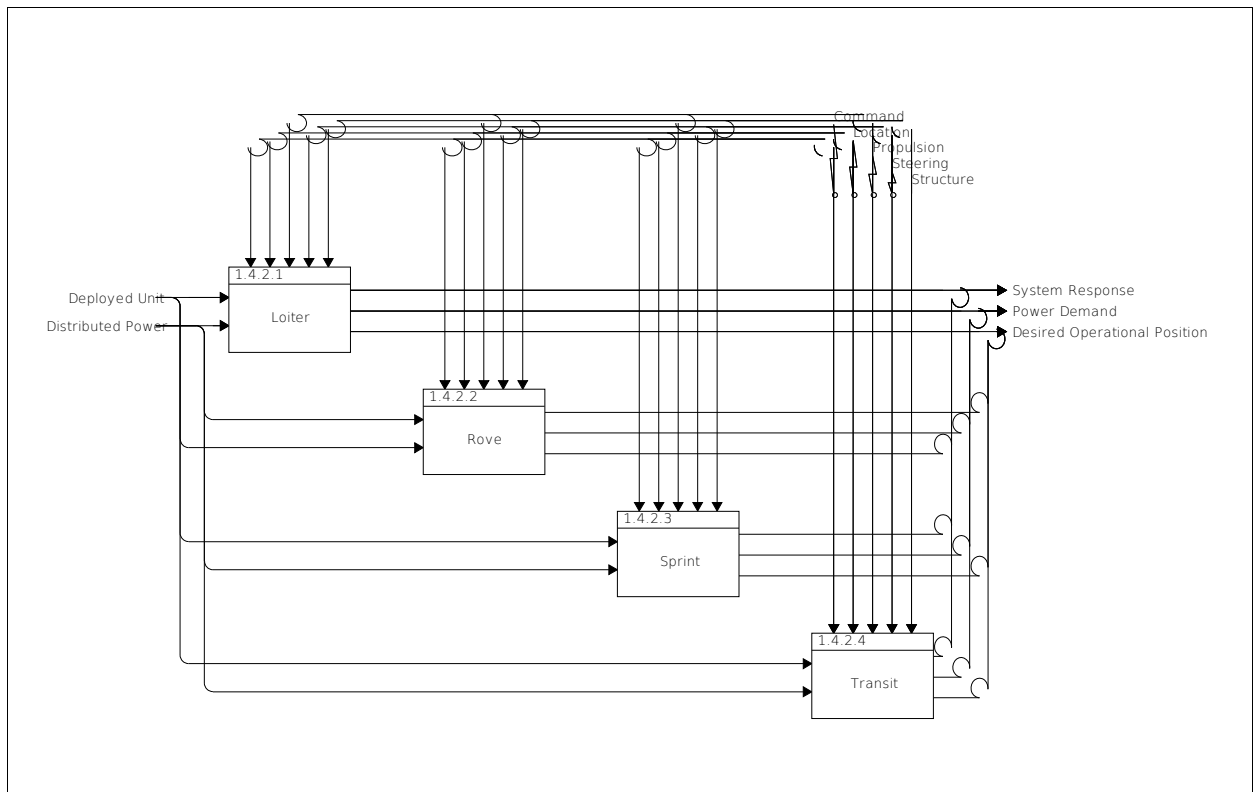 Command
Location
Propulsion
Steering
Structure
1.4.2.1
Loiter
Deployed Unit
Distributed Power
System Response
Power Demand
Desired Operational Position
1.4.2.2
Rove
1.4.2.3
Sprint
1.4.2.4
Transit